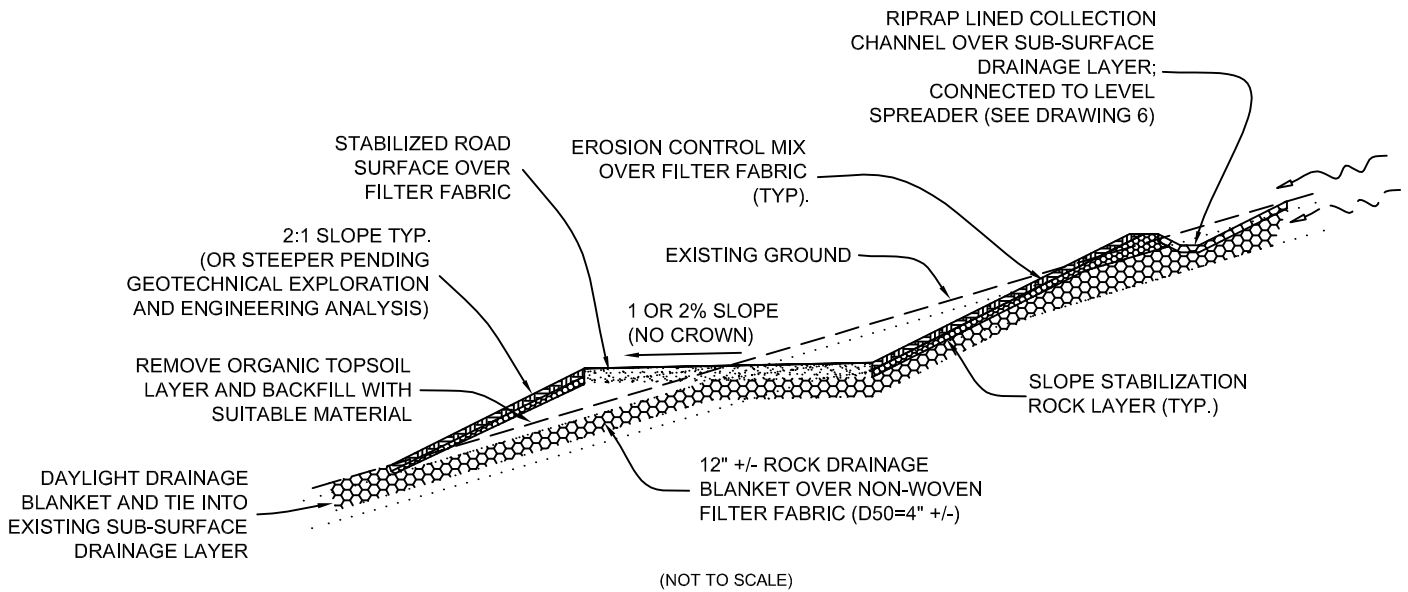 RIPRAP LINED COLLECTION
CHANNEL OVER SUB-SURFACE
DRAINAGE LAYER;
CONNECTED TO LEVEL
SPREADER (SEE DRAWING 6)
STABILIZED ROAD
SURFACE OVER
FILTER FABRIC
EROSION CONTROL MIX
OVER FILTER FABRIC
(TYP).
2:1 SLOPE TYP.
(OR STEEPER PENDING
GEOTECHNICAL EXPLORATION
AND ENGINEERING ANALYSIS)
EXISTING GROUND
1 OR 2% SLOPE
(NO CROWN)
REMOVE ORGANIC TOPSOIL
LAYER AND BACKFILL WITH
SUITABLE MATERIAL
SLOPE STABILIZATION
ROCK LAYER (TYP.)
12" +/- ROCK DRAINAGE
BLANKET OVER NON-WOVEN
FILTER FABRIC (D50=4" +/-)
DAYLIGHT DRAINAGE
BLANKET AND TIE INTO
EXISTING SUB-SURFACE
DRAINAGE LAYER
(NOT TO SCALE)